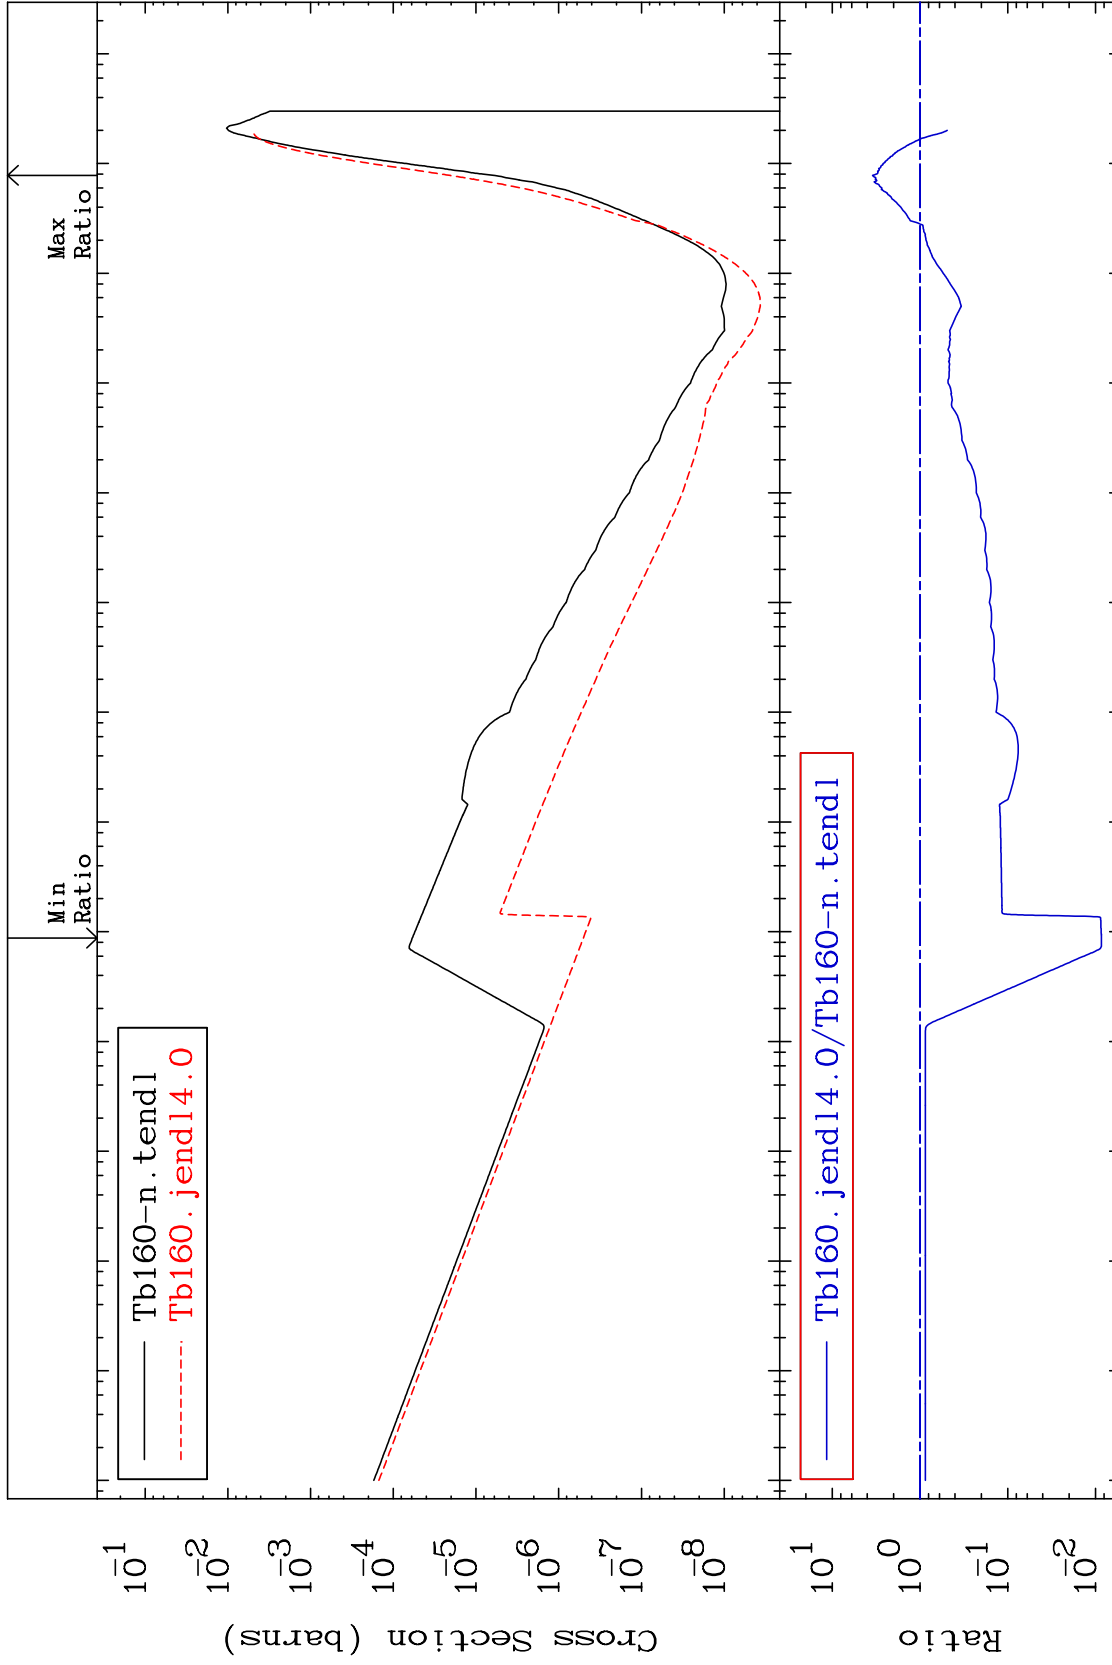 Max
Ratio
Min
Ratio
Tb160-n.tendl
Tb160.jendl4.0
10-1
10-2
10-3
10-4
10-5
10-6
10-7
10-8
Cross Section (barns)
Tb160.jendl4.0/Tb160-n.tendl
10 1
10 0
10-1
10-2
Ratio